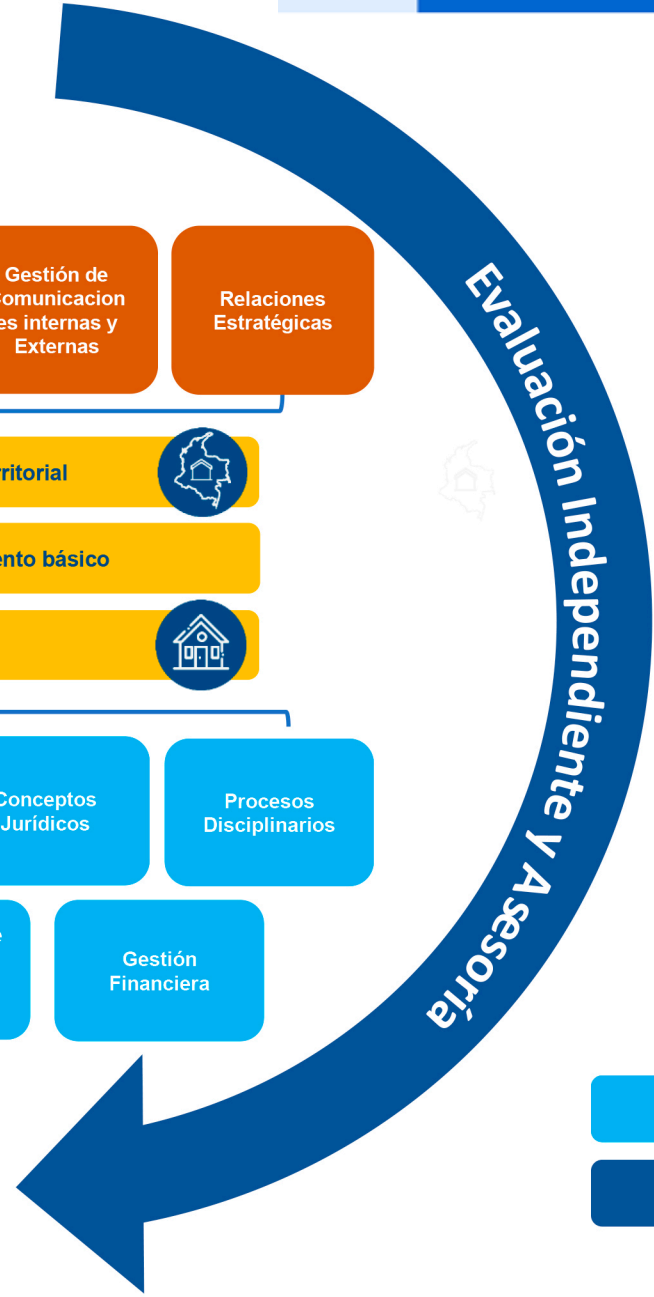 Gestión de
Comunicacion
es internas y
Externas
Relaciones
Estratégicas
ritorial
ento básico
Conceptos
Jurídicos
Procesos
Disciplinarios
Gestión
Financiera
Evaluación Independiente y Asesoría